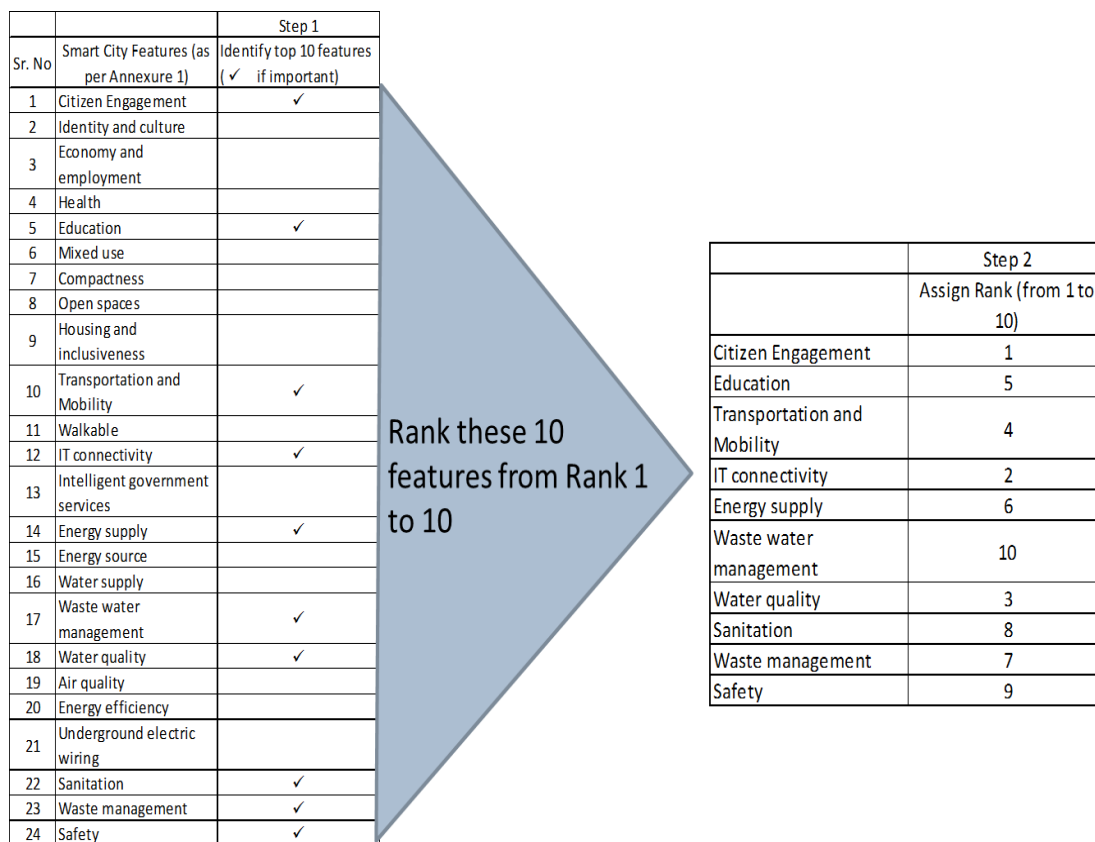 Step 1
Sr. No
Smart City Features (as
per Annexure 1)
Identify top 10 features
( ✓ if important)
1 Citizen Engagement ✓
2 Identity and culture
3 Economy and
employment
4 Health
5 Education ✓
6 Mixed use
7 Compactness
8 Open spaces
9 Housing and
inclusiveness
10 Transportation and
Mobility ✓
11 Walkable
12 IT connectivity ✓
13 Intelligent government
services
14 Energy supply ✓
15 Energy source
16 Water supply
17 Waste water
management ✓
18 Water quality ✓
19 Air quality
20 Energy efficiency
21 Underground electric
wiring
22 Sanitation ✓
23 Waste management ✓
24 Safety ✓
Rank these 10
features from Rank 1
to 10
Step 2
Assign Rank (from 1 to
10)
Citizen Engagement 1
Education 5
Transportation and
Mobility 4
IT connectivity 2
Energy supply 6
Waste water
management 10
Water quality 3
Sanitation 8
Waste management 7
Safety 9